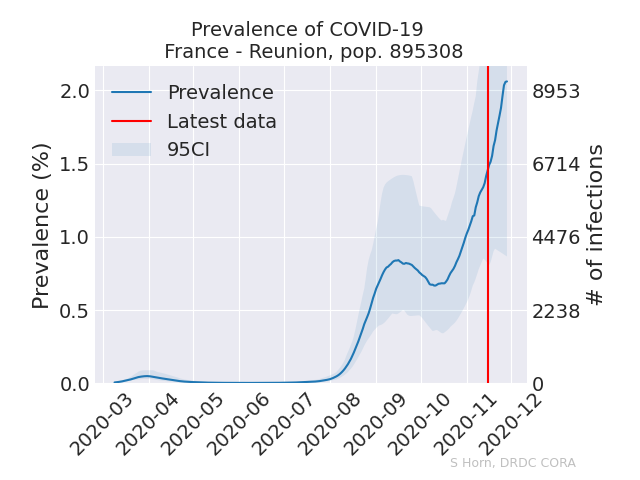 Prevalence of COVID-19
France - Reunion, pop. 895308
Prevalence
Latest data
95CI
Prevalence (%)
2.0
1.5
1.0
0.5
0.0
8953
6714
4476
2238
0
# of infections
2020-03
2020-04
2020-05
2020-06
2020-07
2020-08
2020-09
2020-10
2020-11
2020-12
S Horn, DRDC CORA